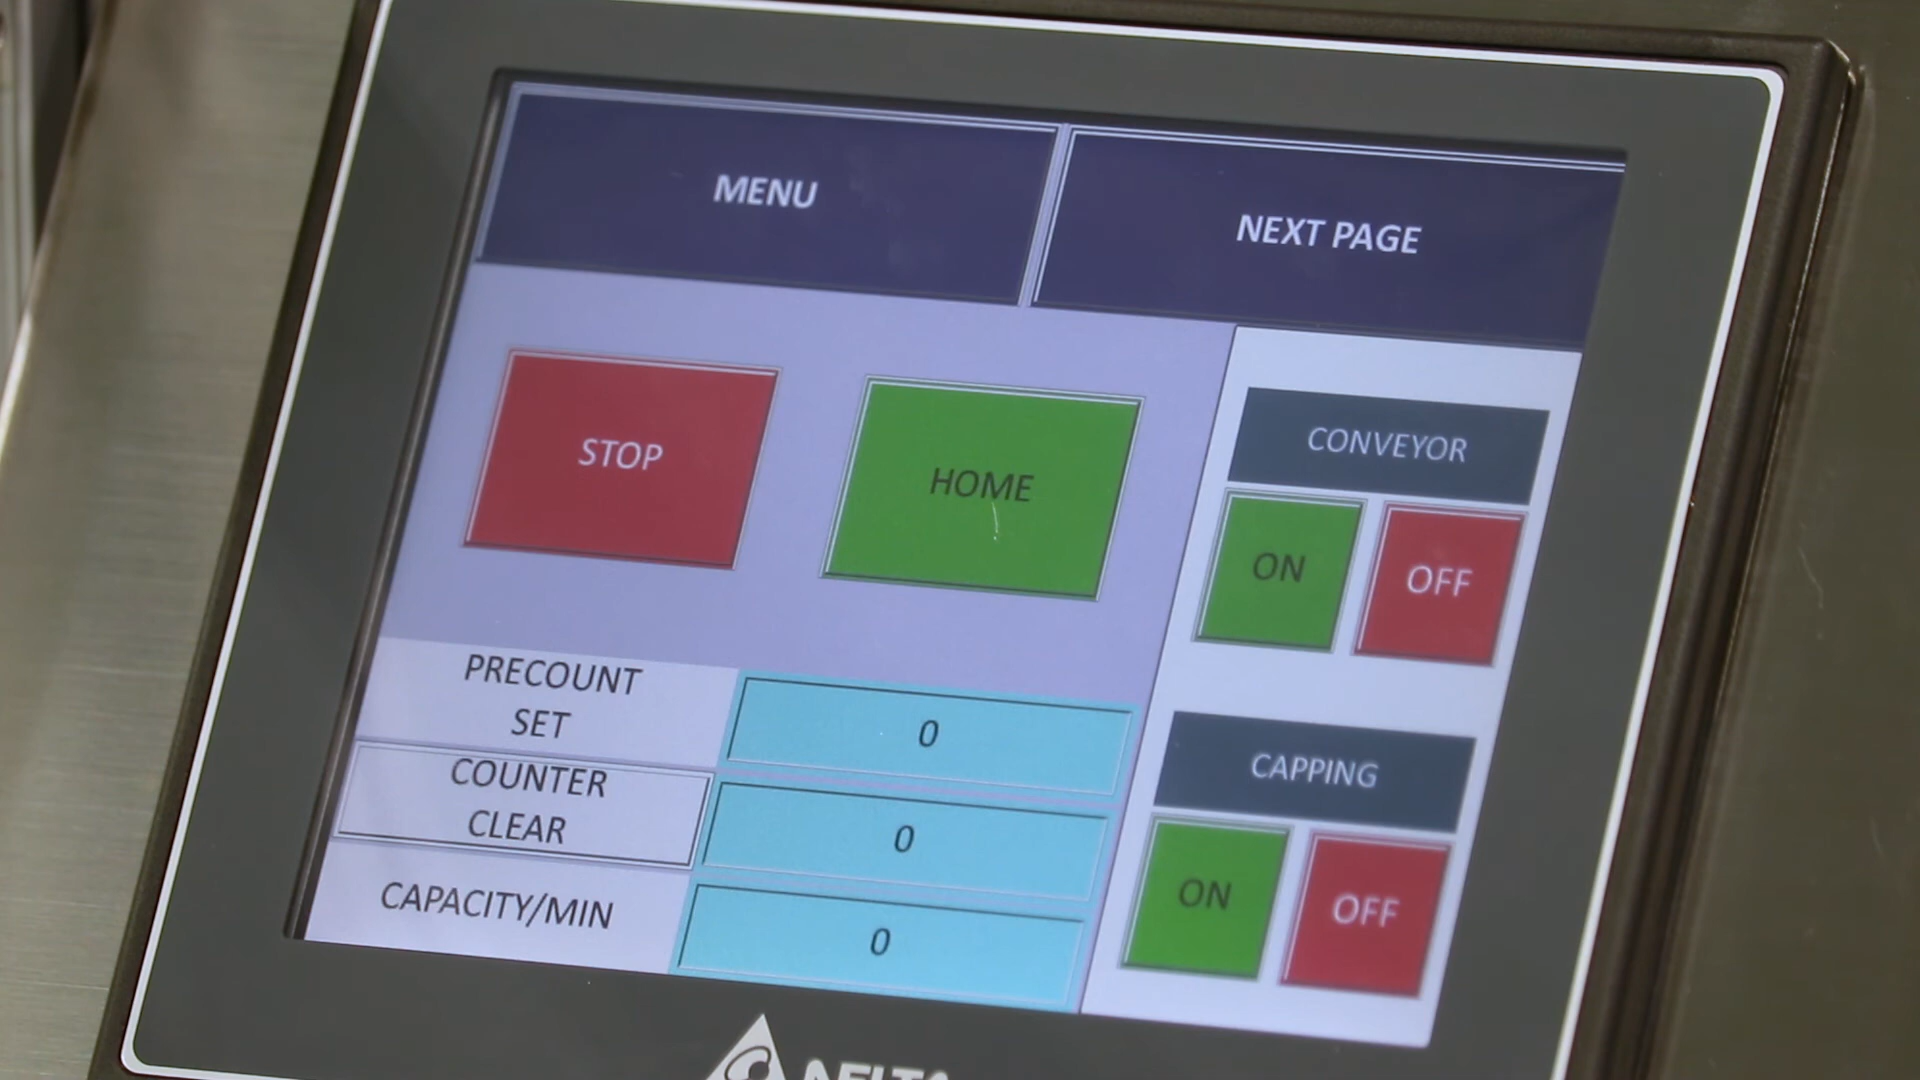 MENU
NEXT PAGE
STOP
HOME
CONVEYOR
ON
OFF
PRECOUNT
SET
0
COUNTER
CLEAR
0
CAPACITY/MIN
0
CAPPING
ON
OFF
DELTA